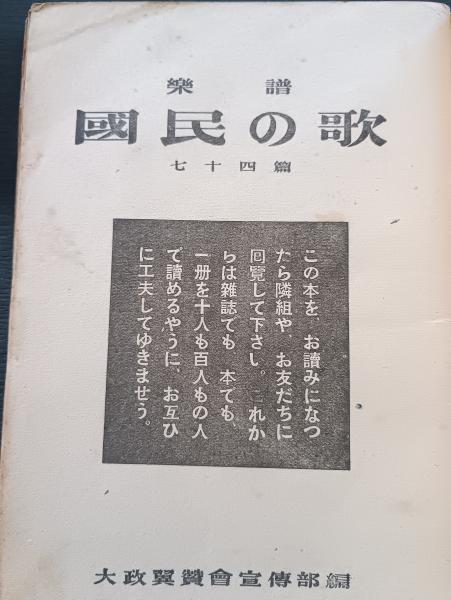 樂譜
國民の歌
七十四篇
この本を、お讀みになつ
たら隣組や、お友だちに
回覧して下さい。これか
らは雜誌でも 本でも、
一册を十人も百人もの人
で讀めるやうに、お互ひ
に工夫してゆきませう。
大政翼贊會宣傳部編